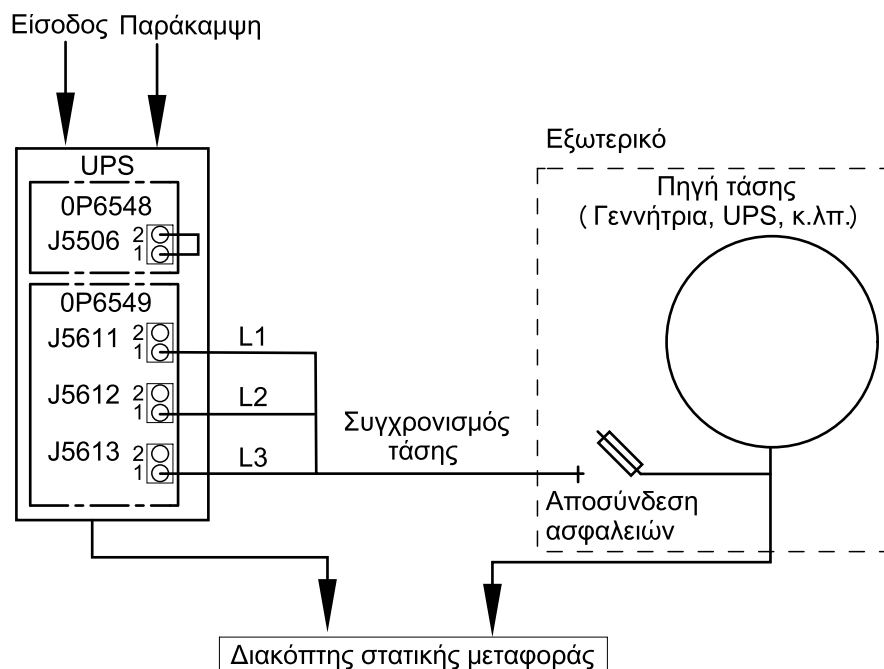 Είσοδος Παράκαμψη
UPS
0P6548
J5506
2
1
0P6549
J5611
2
1
L1
J5612
2
1
L2
J5613
2
1
L3
Συγχρονισμός
τάσης
Εξωτερικό
Πηγή τάσης
( Γεννήτρια, UPS, κ.λπ.)
Αποσύνδεση
ασφαλειών
Διακόπτης στατικής μεταφοράς